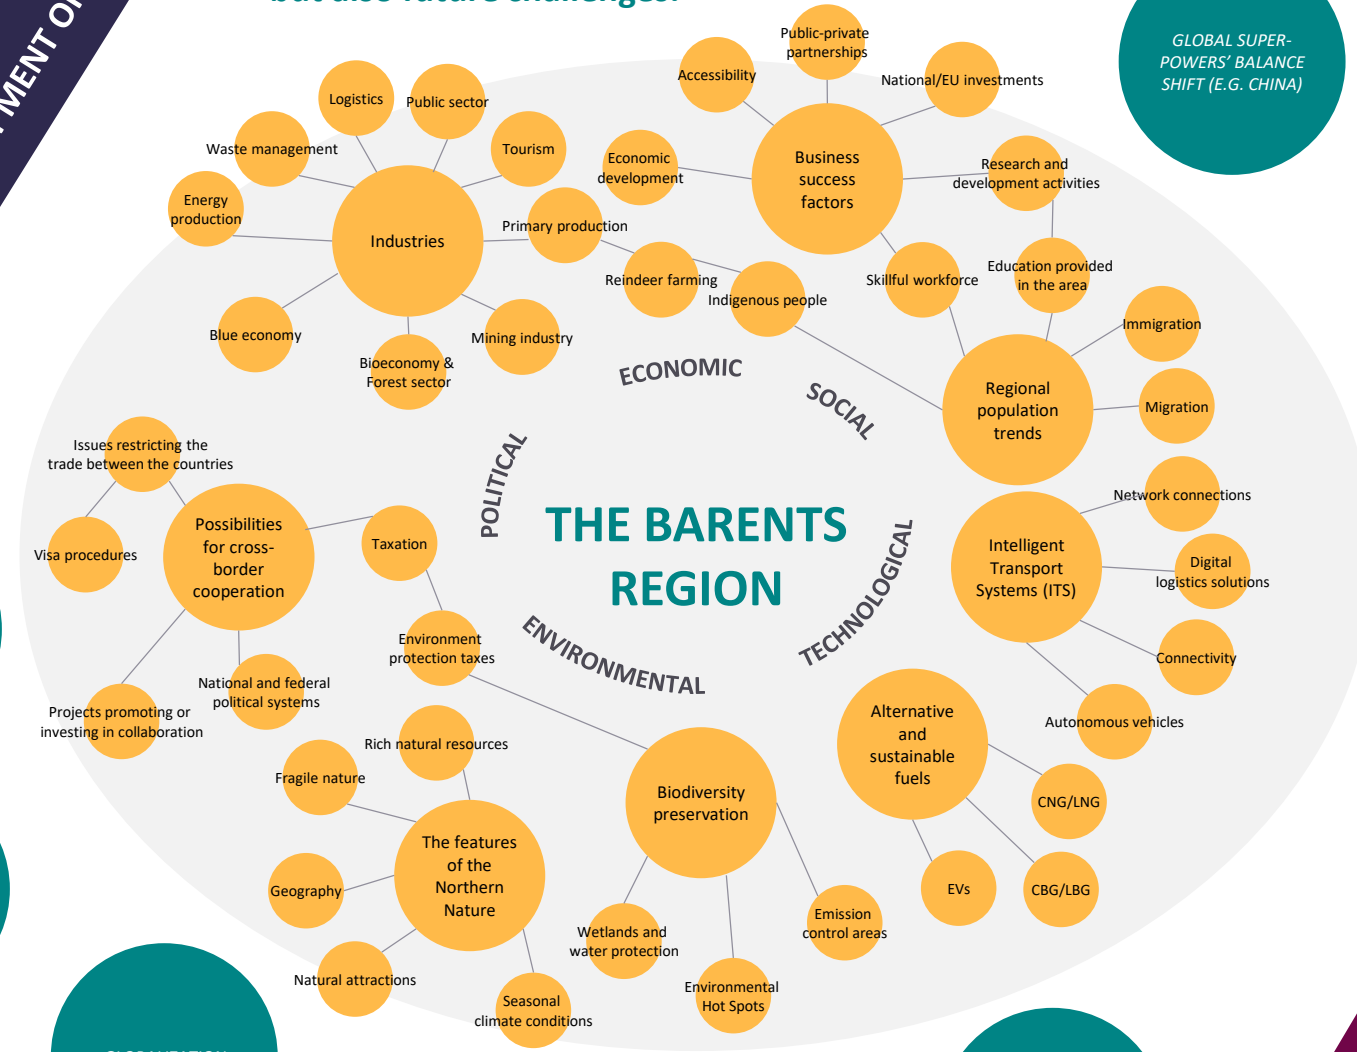 but also future challenges.
GLOBAL SUPER-
POWERS’ BALANCE
SHIFT (E.G. CHINA)
Logistics
Public sector
Waste management
Tourism
Energy
production
Industries
Primary production
Reindeer farming
Indigenous people
Blue economy
Bioeconomy &
Forest sector
Mining industry
Accessibility
Public-private
partnerships
National/EU investments
Economic
development
Business
success
factors
Research and
development activities
Skillful workforce
Education provided
in the area
Immigration
Regional
population
trends
Migration
ECONOMIC
SOCIAL
POLITICAL
TECHNOLOGICAL
ENVIRONMENTAL
THE BARENTS
REGION
Issues restricting the
trade between the countries
Visa procedures
Possibilities
for cross-
border
cooperation
Taxation
Environment
protection taxes
National and federal
political systems
Projects promoting or
investing in collaboration
Network connections
Intelligent
Transport
Systems (ITS)
Digital
logistics solutions
Connectivity
Autonomous vehicles
Alternative
and
sustainable
fuels
CNG/LNG
CBG/LBG
EVs
Rich natural resources
Fragile nature
The features
of the
Northern
Nature
Geography
Natural attractions
Seasonal
climate conditions
Biodiversity
preservation
Wetlands and
water protection
Environmental
Hot Spots
Emission
control areas